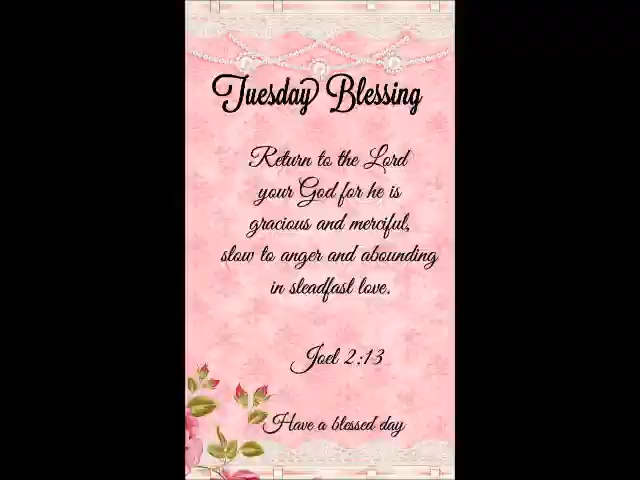 Tuesday Blessing
Return to the Lord
your God for he is
gracious and merciful,
slow to anger and abounding
in steadfast love.
Joel 2:13
Have a blessed day